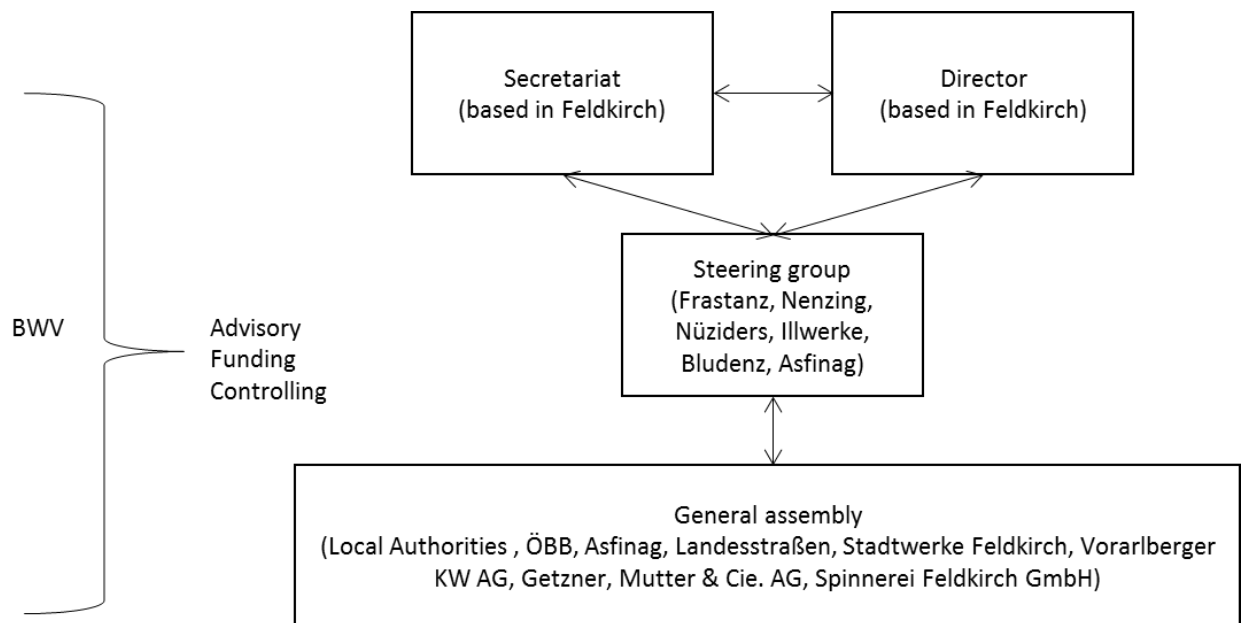 Secretariat
(based in Feldkirch)
Director
(based in Feldkirch)
Steering group
(Frastanz, Nenzing,
Nüziders, Illwerke,
Bludenz, Asfinag)
BWV
Advisory
Funding
Controlling
General assembly
(Local Authorities , ÖBB, Asfinag, Landesstraßen, Stadtwerke Feldkirch, Vorarlberger
KW AG, Getzner, Mutter & Cie. AG, Spinnerei Feldkirch GmbH)